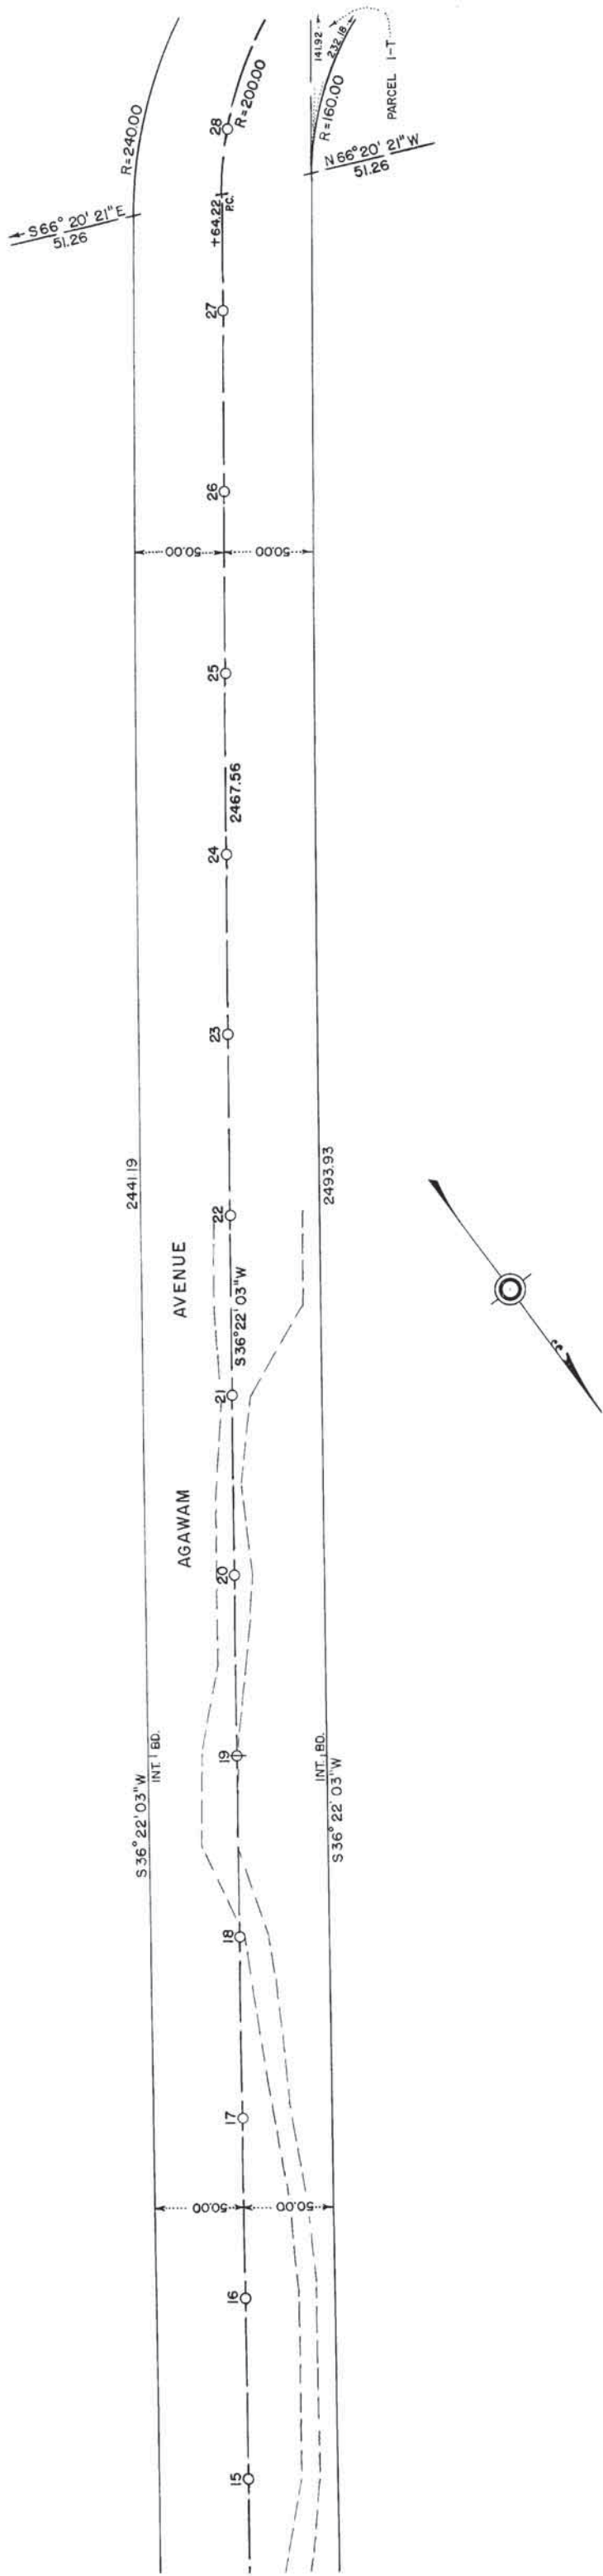 141.92
232.18
R=160.00
PARCEL 1-T
N 66° 20' 21" W
51.26
R=240.00
S 66° 20' 21" E
51.26
28
R=200.00
+64.22
P.C.
27
26
50.00
50.00
25
2467.56
24
23
2441.19
2493.93
22
AVENUE
S 36° 22' 03" W
21
AGAWAM
20
19
INT. BD.
S 36° 22' 03" W
INT. BD.
S 36° 22' 03" W
18
17
50.00
50.00
16
15